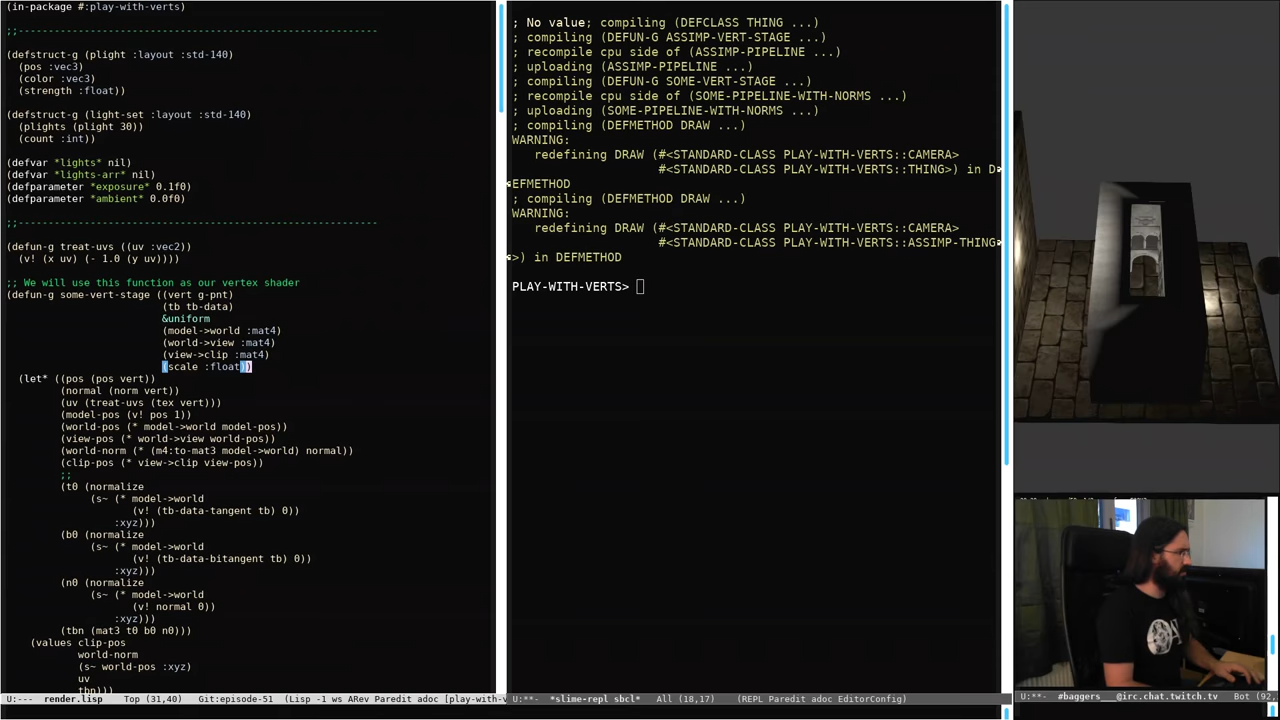 (in-package #:play-with-verts)
;;------------------------------------------------------------
(defstruct-g (plight :layout :std-140)
  (pos :vec3)
  (color :vec3)
  (strength :float))
(defstruct-g (light-set :layout :std-140)
  (plights (plight 30))
  (count :int))
(defvar *lights* nil)
(defvar *lights-arr* nil)
(defparameter *exposure* 0.1f0)
(defparameter *ambient* 0.0f0)
;;------------------------------------------------------------
(defun-g treat-uvs ((uv :vec2))
  (v! (x uv) (- 1.0 (y uv))))
;; We will use this function as our vertex shader
(defun-g some-vert-stage ((vert g-pnt)
                          (tb tb-data)
                          &uniform
                          (model->world :mat4)
                          (world->view :mat4)
                          (view->clip :mat4)
                          (scale :float))
  (let* ((pos (pos vert))
         (normal (norm vert))
         (uv (treat-uvs (tex vert)))
         (model-pos (v! pos 1))
         (world-pos (* model->world model-pos))
         (view-pos (* world->view world-pos))
         (world-norm (* (m4:to-mat3 model->world) normal))
         (clip-pos (* view->clip view-pos))
         ;;
         (t0 (normalize
              (s~ (* model->world
                     (v! (tb-data-tangent tb) 0))
                  :xyz)))
         (b0 (normalize
              (s~ (* model->world
                     (v! (tb-data-bitangent tb) 0))
                  :xyz)))
         (n0 (normalize
              (s~ (* model->world
                     (v! normal 0))
                  :xyz)))
         (tbn (mat3 t0 b0 n0)))
    (values clip-pos
            world-norm
            (s~ world-pos :xyz)
            uv
            tbn)))
U:--- render.lisp Top (31,40) Git:episode-51 (Lisp -1 ws ARev Paredit adoc [play-with-v
; No value; compiling (DEFCLASS THING ...)
; compiling (DEFUN-G ASSIMP-VERT-STAGE ...)
; recompile cpu side of (ASSIMP-PIPELINE ...)
; uploading (ASSIMP-PIPELINE ...)
; compiling (DEFUN-G SOME-VERT-STAGE ...)
; recompile cpu side of (SOME-PIPELINE-WITH-NORMS ...)
; uploading (SOME-PIPELINE-WITH-NORMS ...)
; compiling (DEFMETHOD DRAW ...)
WARNING:
   redefining DRAW (#<STANDARD-CLASS PLAY-WITH-VERTS::CAMERA>
                    #<STANDARD-CLASS PLAY-WITH-VERTS::THING>) in D
EFMETHOD
; compiling (DEFMETHOD DRAW ...)
WARNING:
   redefining DRAW (#<STANDARD-CLASS PLAY-WITH-VERTS::CAMERA>
                    #<STANDARD-CLASS PLAY-WITH-VERTS::ASSIMP-THING
>) in DEFMETHOD
PLAY-WITH-VERTS>
U:**- *slime-repl sbcl* All (18,17) (REPL Paredit adoc EditorConfig)
U:**- #baggers___@irc.chat.twitch.tv Bot (92,